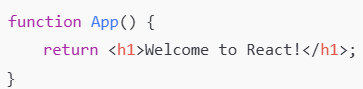 function App() {
    return <h1>Welcome to React!</h1>;
}